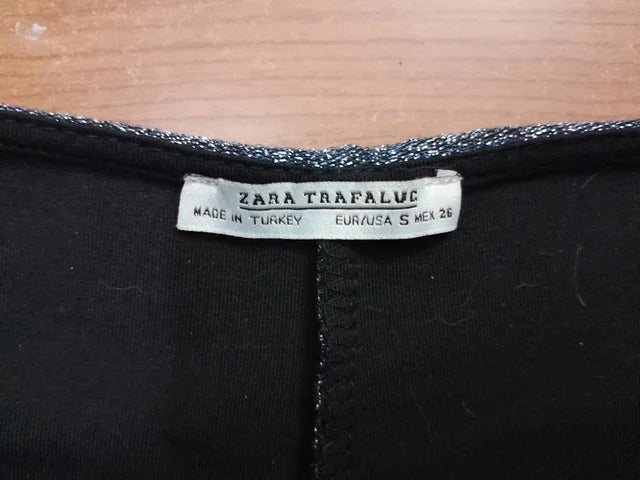 ZARA TRAFALUC
MADE IN TURKEY EUR/USA S MEX 26